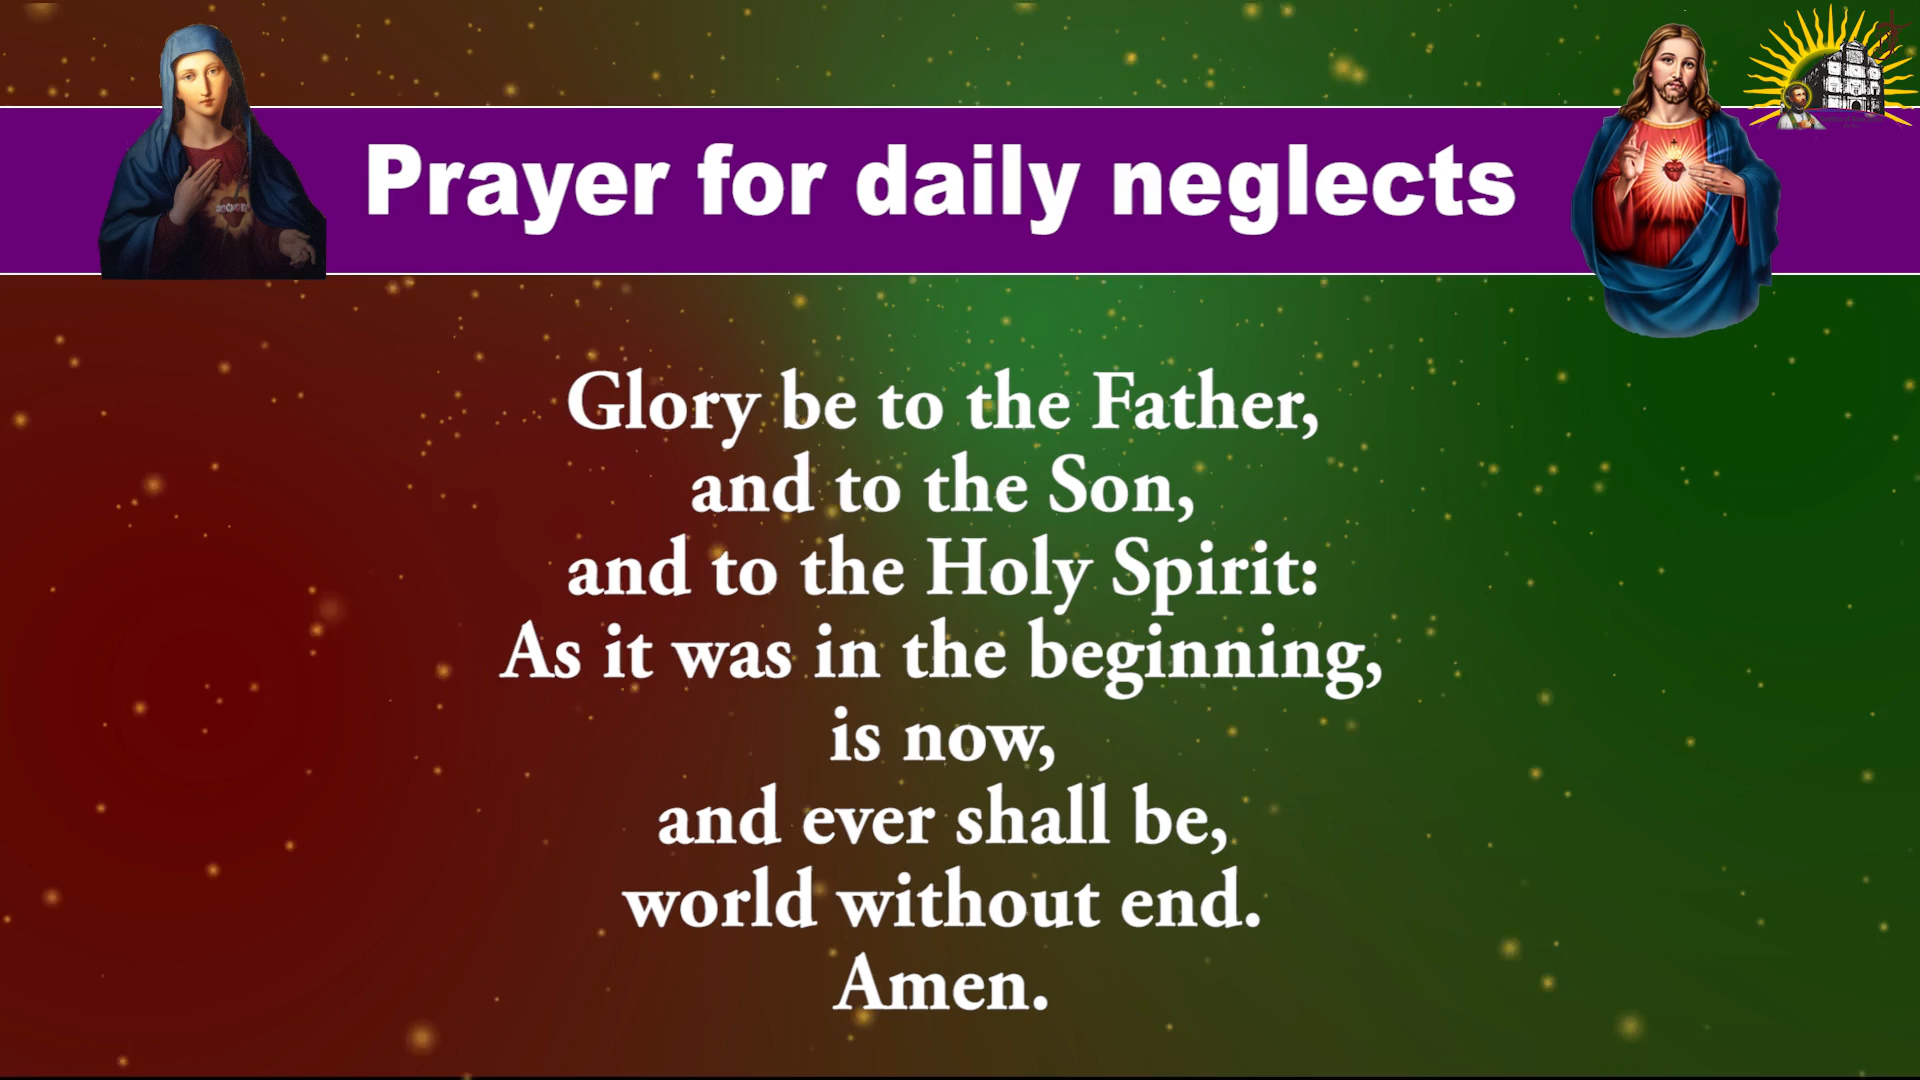 Prayer for daily neglects
Glory be to the Father,
and to the Son,
and to the Holy Spirit:
As it was in the beginning,
is now,
and ever shall be,
world without end.
Amen.